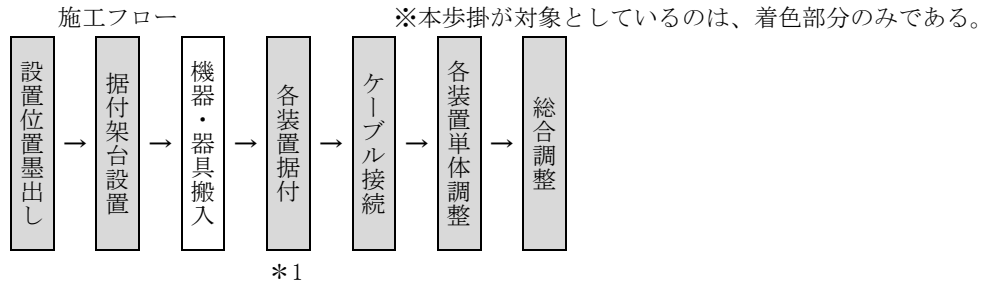 施工フロー
※本歩掛が対象としているのは、着色部分のみである。
設置位置墨出し
→
据付架台設置
→
機器・器具搬入
→
各装置据付
→
ケーブル接続
→
各装置単体調整
→
総合調整
＊1